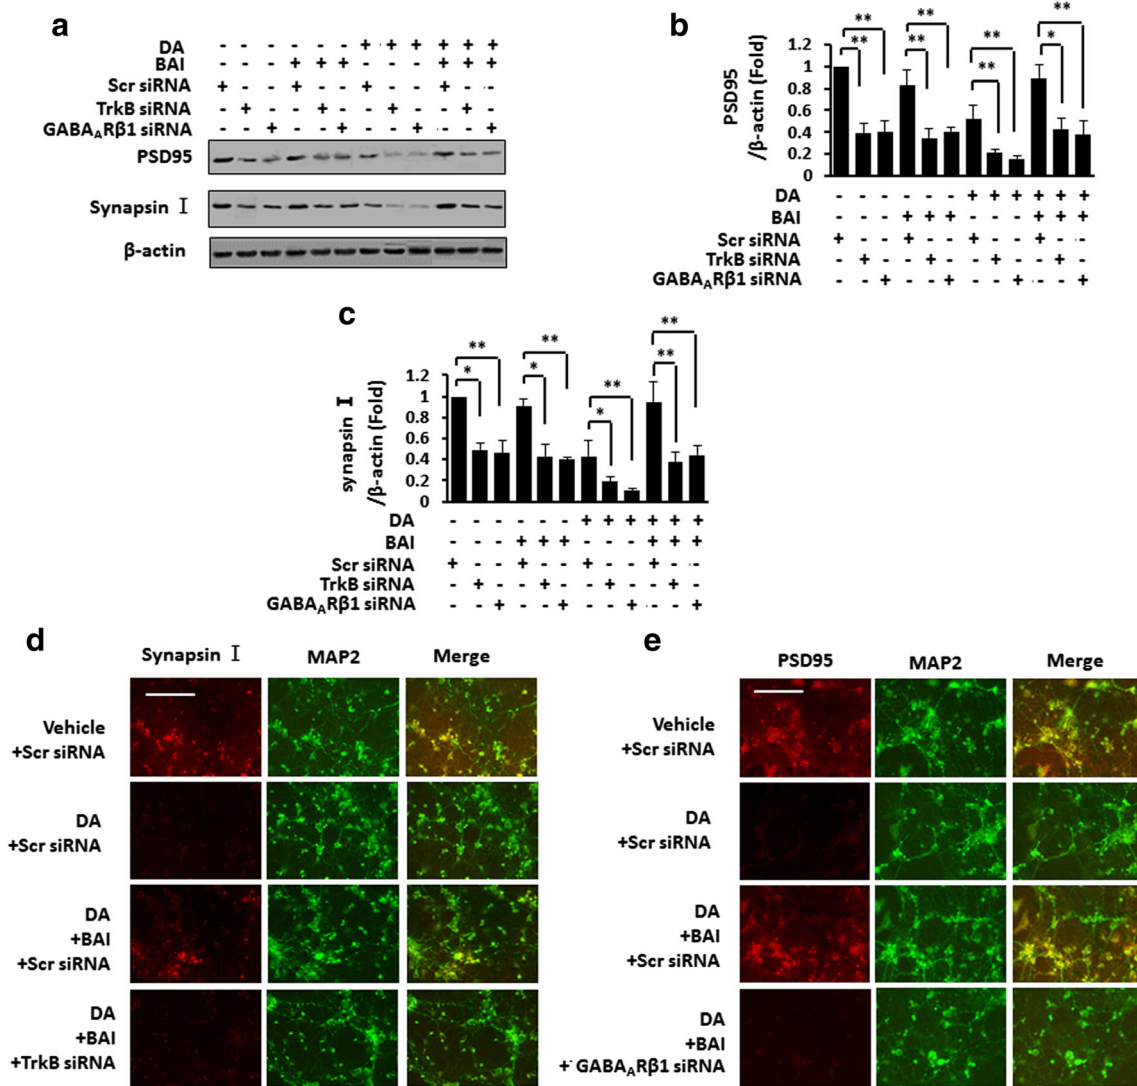 a
DA - - - - - - + + + + + +
BAI - - - + + + - - - + + +
Scr siRNA + - - + - - + - - + - -
TrkB siRNA - + - - + - - + - - + -
GABAARβ1 siRNA - - + - - + - - + - - +
PSD95
Synapsin I
β-actin
b
PSD95
/β-actin (Fold)
1.2
1
0.8
0.6
0.4
0.2
0
** ** ** ** ** ** ** *
DA - - - - - - + + + + + +
BAI - - - + + + - - - + + +
Scr siRNA + - - + - - + - - + - -
TrkB siRNA - + - - + - - + - - + -
GABAARβ1 siRNA - - + - - + - - + - - +
c
synapsin I
/β-actin (Fold)
1.2
1
0.8
0.6
0.4
0.2
0
** * ** * ** * ** **
DA - - - - - - + + + + + +
BAI - - - + + + - - - + + +
Scr siRNA + - - + - - + - - + - -
TrkB siRNA - + - - + - - + - - + -
GABAARβ1 siRNA - - + - - + - - + - - +
d
Synapsin I MAP2 Merge
Vehicle
+Scr siRNA
DA
+Scr siRNA
DA
+BAI
+Scr siRNA
DA
+BAI
+TrkB siRNA
e
PSD95 MAP2 Merge
Vehicle
+Scr siRNA
DA
+Scr siRNA
DA
+BAI
+Scr siRNA
DA
+BAI
+ GABAARβ1 siRNA